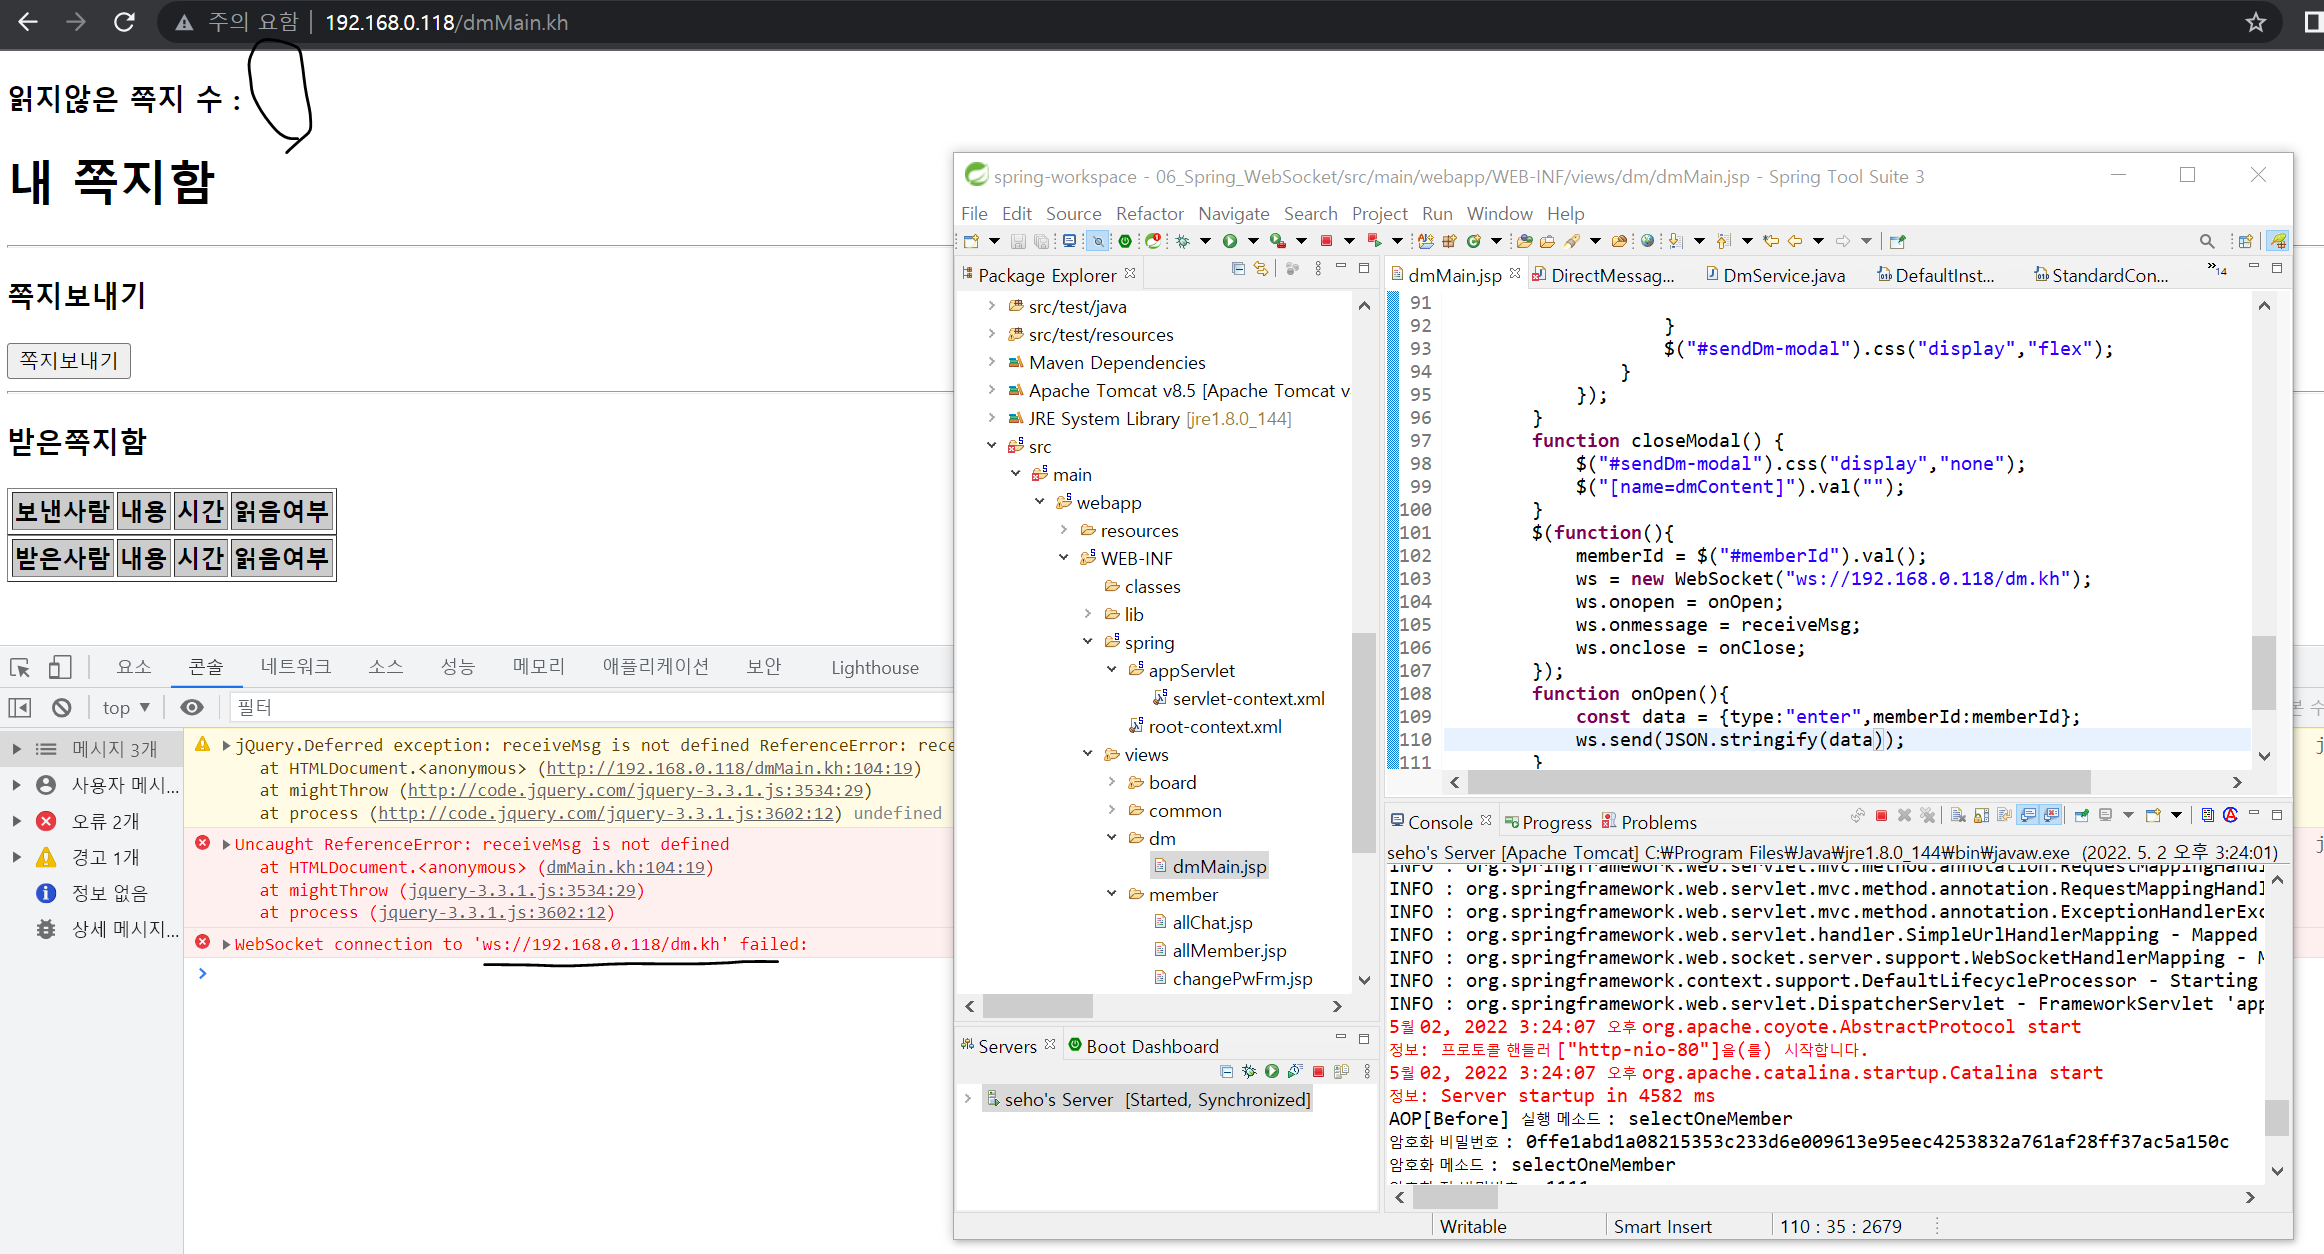 주의 요함 | 192.168.0.118/dmMain.kh
읽지않은 쪽지 수 :
내 쪽지함
쪽지보내기
쪽지보내기
받은쪽지함
보낸사람 내용 시간 읽음여부
받은사람 내용 시간 읽음여부
요소 콘솔 네트워크 소스 성능 메모리 애플리케이션 보안 Lighthouse
top ▼ 필터
메시지 3개
사용자 메시...
오류 2개
경고 1개
정보 없음
상세 메시지...
jQuery.Deferred exception: receiveMsg is not defined ReferenceError: rece
at HTMLDocument.<anonymous> (http://192.168.0.118/dmMain.kh:104:19)
at mightThrow (http://code.jquery.com/jquery-3.3.1.js:3534:29)
at process (http://code.jquery.com/jquery-3.3.1.js:3602:12) undefined
Uncaught ReferenceError: receiveMsg is not defined
at HTMLDocument.<anonymous> (dmMain.kh:104:19)
at mightThrow (jquery-3.3.1.js:3534:29)
at process (jquery-3.3.1.js:3602:12)
WebSocket connection to 'ws://192.168.0.118/dm.kh' failed:
spring-workspace - 06_Spring_WebSocket/src/main/webapp/WEB-INF/views/dm/dmMain.jsp - Spring Tool Suite 3
File Edit Source Refactor Navigate Search Project Run Window Help
Package Explorer
src/test/java
src/test/resources
Maven Dependencies
Apache Tomcat v8.5 [Apache Tomcat v
JRE System Library [jre1.8.0_144]
src
main
webapp
resources
WEB-INF
classes
lib
spring
appServlet
servlet-context.xml
root-context.xml
views
board
common
dm
dmMain.jsp
member
allChat.jsp
allMember.jsp
changePwFrm.jsp
Servers Boot Dashboard
seho's Server [Started, Synchronized]
dmMain.jsp DirectMessag... DmService.java DefaultInst... StandardCon... »14
91
92 }
93 $("#sendDm-modal").css("display","flex");
94 }
95 });
96 }
97 function closeModal() {
98 $("#sendDm-modal").css("display","none");
99 $("[name=dmContent]").val("");
100 }
101 $(function(){
102 memberId = $("#memberId").val();
103 ws = new WebSocket("ws://192.168.0.118/dm.kh");
104 ws.onopen = onOpen;
105 ws.onmessage = receiveMsg;
106 ws.onclose = onClose;
107 });
108 function onOpen(){
109 const data = {type:"enter",memberId:memberId};
110 ws.send(JSON.stringify(data));
111 }
Console Progress Problems
seho's Server [Apache Tomcat] C:₩Program Files₩Java₩jre1.8.0_144₩bin₩javaw.exe (2022. 5. 2 오후 3:24:01)
INFO : org.springframework.web.servlet.mvc.method.annotation.RequestMappingHandl
INFO : org.springframework.web.servlet.mvc.method.annotation.RequestMappingHandl
INFO : org.springframework.web.servlet.mvc.method.annotation.ExceptionHandlerExc
INFO : org.springframework.web.servlet.handler.SimpleUrlHandlerMapping - Mapped
INFO : org.springframework.web.socket.server.support.WebSocketHandlerMapping - M
INFO : org.springframework.context.support.DefaultLifecycleProcessor - Starting
INFO : org.springframework.web.servlet.DispatcherServlet - FrameworkServlet 'app
5월 02, 2022 3:24:07 오후 org.apache.coyote.AbstractProtocol start
정보: 프로토콜 핸들러 ["http-nio-80"]을(를) 시작합니다.
5월 02, 2022 3:24:07 오후 org.apache.catalina.startup.Catalina start
정보: Server startup in 4582 ms
AOP[Before] 실행 메소드 : selectOneMember
암호화 비밀번호 : 0ffe1abd1a08215353c233d6e009613e95eec4253832a761af28ff37ac5a150c
암호화 메소드 : selectOneMember
Writable Smart Insert 110 : 35 : 2679